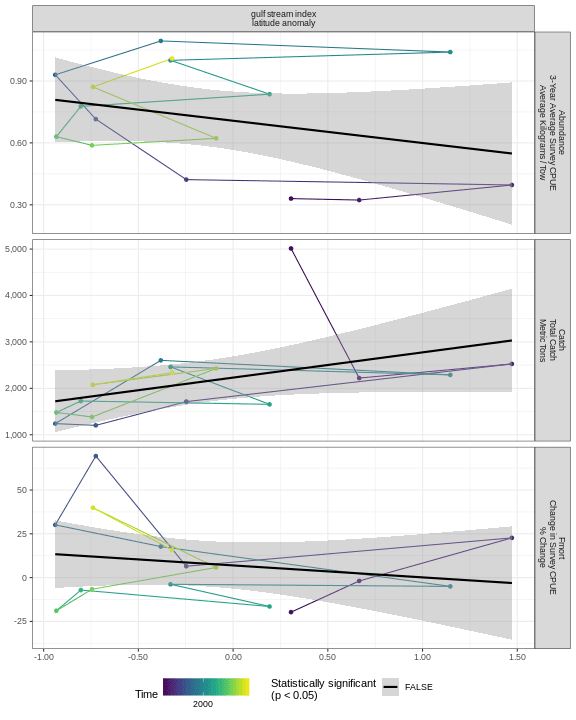 gulf stream index
latitude anomaly
0.90
0.60
0.30
Abundance
3-Year Average Survey CPUE
Average Kilograms / Tow
5,000
4,000
3,000
2,000
1,000
Catch
Total Catch
Metric Tons
50
25
0
-25
Fmort
Change in Survey CPUE
% Change
-1.00 -0.50 0.00 0.50 1.00 1.50
Time
2000
Statistically significant
(p < 0.05)
FALSE